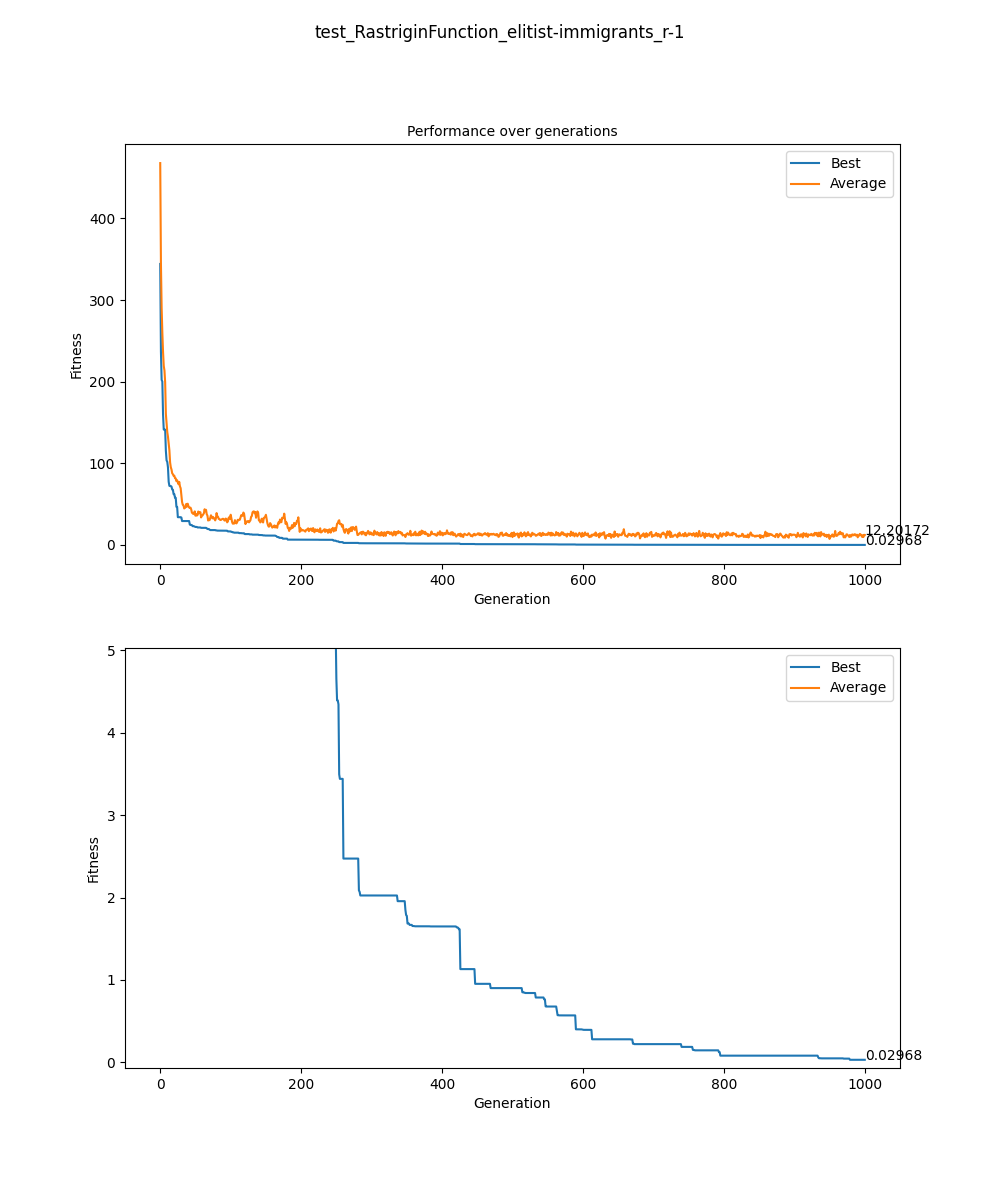 test_RastriginFunction_elitist-immigrants_r-1
Performance over generations
Best
Average
Fitness
400
300
200
100
0
12.20172
0.02968
0 200 400 600 800 1000
Generation
Best
Average
Fitness
5
4
3
2
1
0
0.02968
0 200 400 600 800 1000
Generation